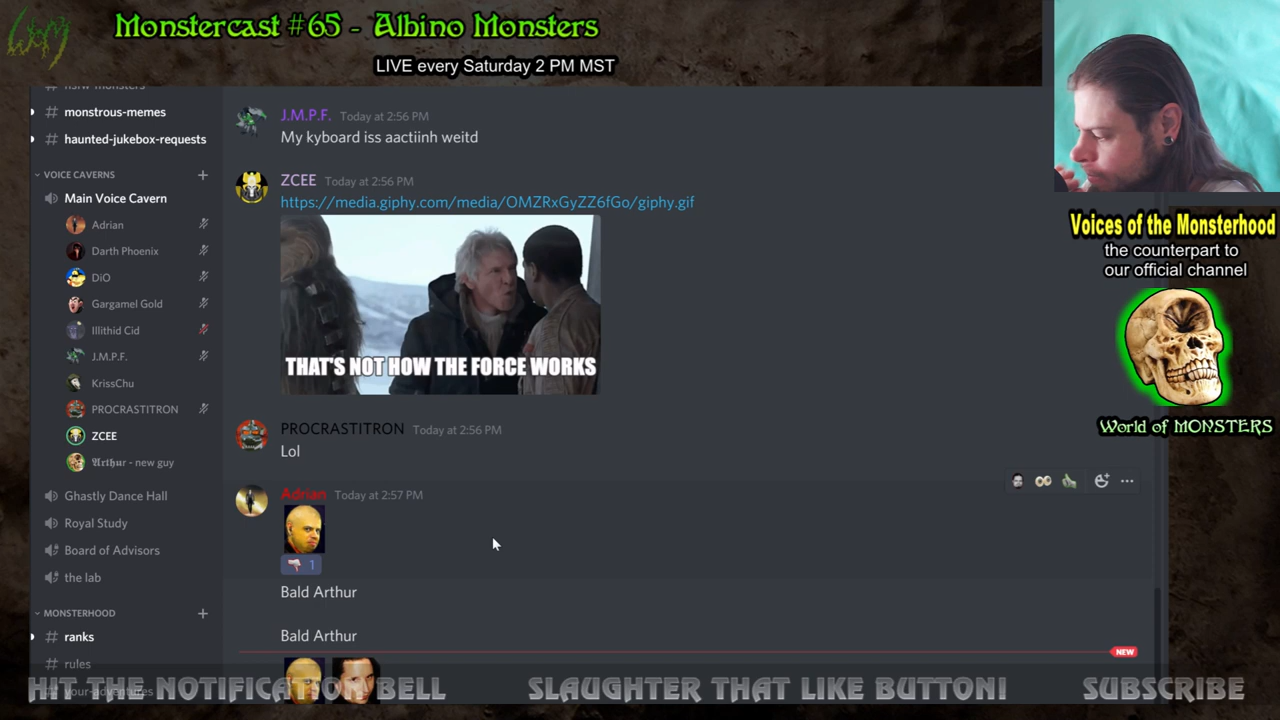 Monstercast #65 - Albino Monsters
LIVE every Saturday 2 PM MST
WoM
# nsfw-monsters
# monstrous-memes
# haunted-jukebox-requests
VOICE CAVERNS +
Main Voice Cavern
Adrian
Darth Phoenix
DiO
Gargamel Gold
Illithid Cid
J.M.P.F.
KrissChu
PROCRASTITRON
ZCEE
𝕬𝖗𝖙𝖍𝖚𝖗 - new guy
Ghastly Dance Hall
Royal Study
Board of Advisors
the lab
MONSTERHOOD +
# ranks
# rules
# your-adventures
J.M.P.F. Today at 2:56 PM
My kyboard iss aactiinh weitd
ZCEE Today at 2:56 PM
https://media.giphy.com/media/OMZRxGyZZ6fGo/giphy.gif
THAT'S NOT HOW THE FORCE WORKS
PROCRASTITRON Today at 2:56 PM
Lol
Adrian Today at 2:57 PM
1
Bald Arthur
Bald Arthur
NEW
Voices of the Monsterhood
the counterpart to
our official channel
World of MONSTERS
HIT THE NOTIFICATION BELL SLAUGHTER THAT LIKE BUTTON! SUBSCRIBE